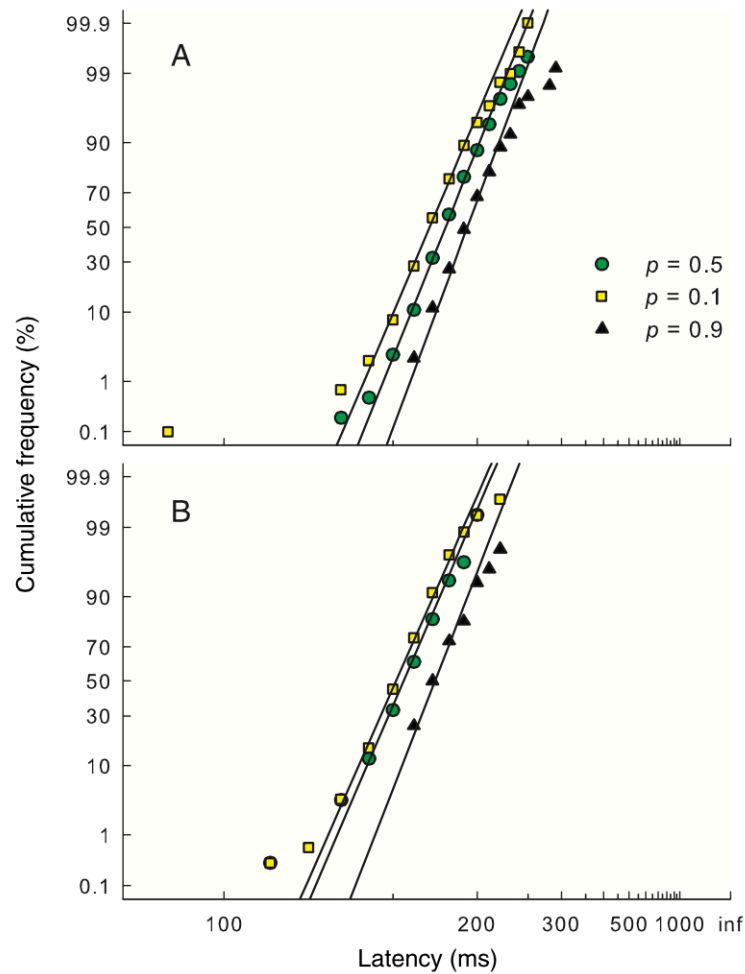 A
99.9
99
90
70
50
30
10
1
0.1
p = 0.5
p = 0.1
p = 0.9
Cumulative frequency (%)
B
99.9
99
90
70
50
30
10
1
0.1
100 200 300 500 1000 inf
Latency (ms)